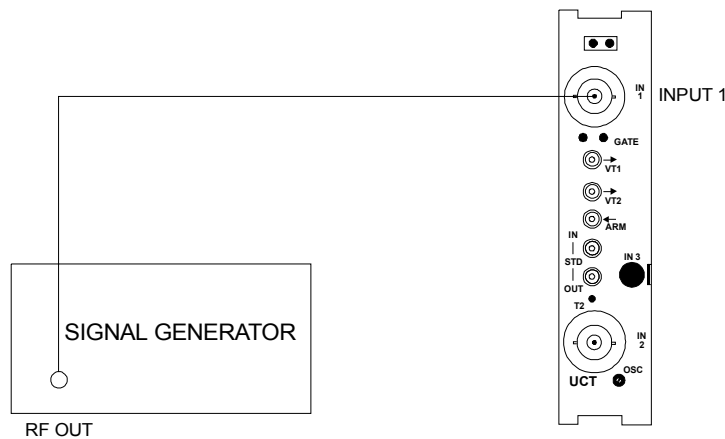 IN
1
INPUT 1
GATE
VT1
VT2
ARM
IN
STD
IN 3
OUT
T2
IN
2
OSC
UCT
SIGNAL GENERATOR
RF OUT